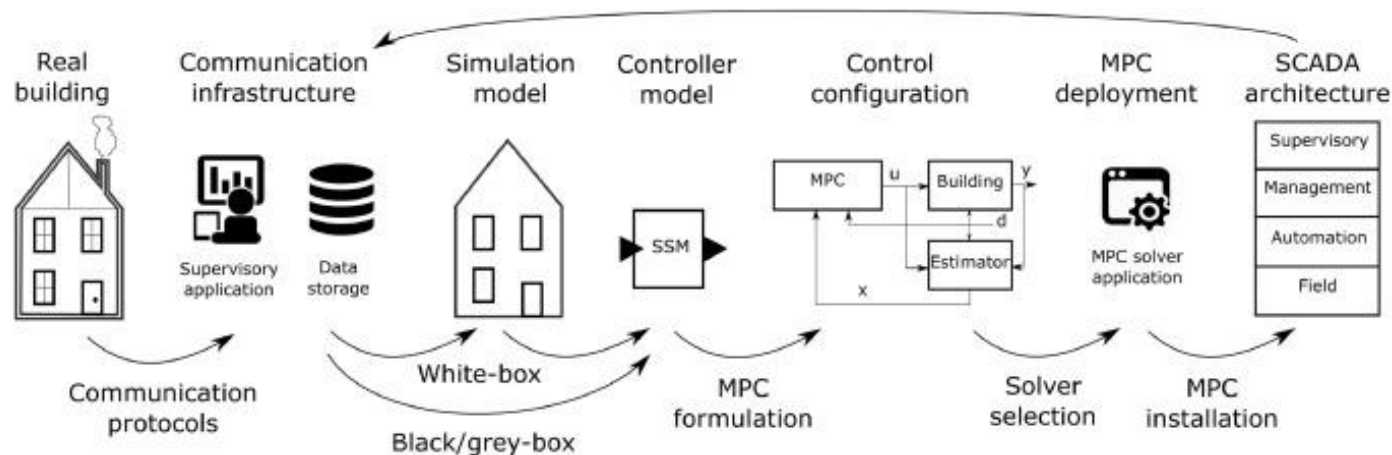 Real
building
Communication
infrastructure
Simulation
model
Controller
model
Control
configuration
MPC
deployment
SCADA
architecture
Supervisory
application
Data
storage
SSM
MPC
u
Building
y
d
Estimator
x
MPC solver
application
Supervisory
Management
Automation
Field
Communication
protocols
White-box
Black/grey-box
MPC
formulation
Solver
selection
MPC
installation